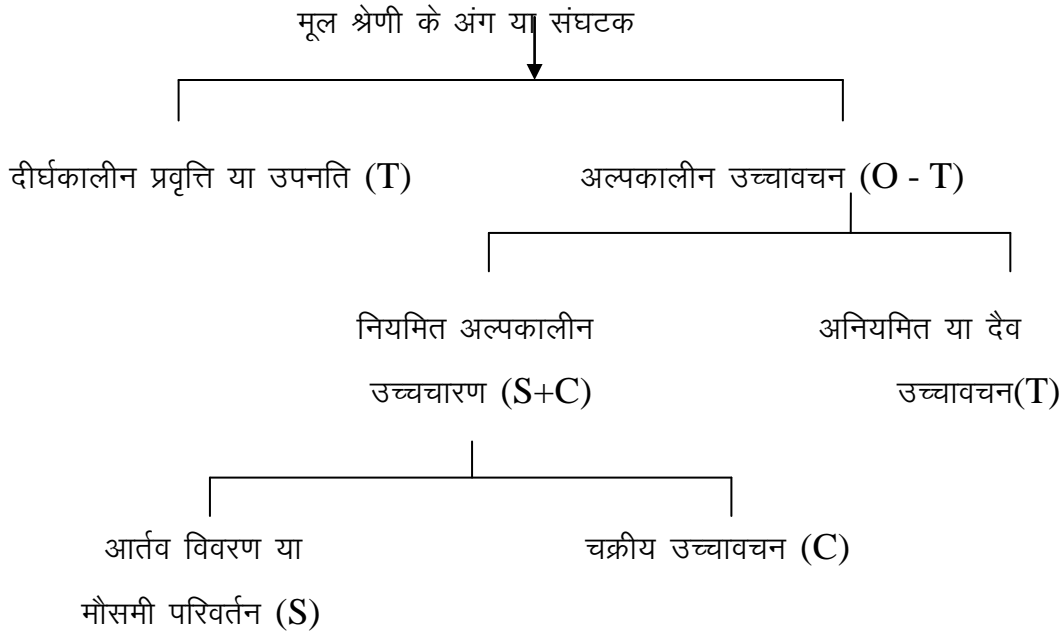 मूल श्रेणी के अंग या संघटक
दीर्घकालीन प्रवृत्ति या उपनति (T)
अल्पकालीन उच्चावचन (O - T)
नियमित अल्पकालीन
उच्चचारण (S+C)
अनियमित या दैव
उच्चावचन(T)
आर्तव विवरण या
मौसमी परिवर्तन (S)
चक्रीय उच्चावचन (C)